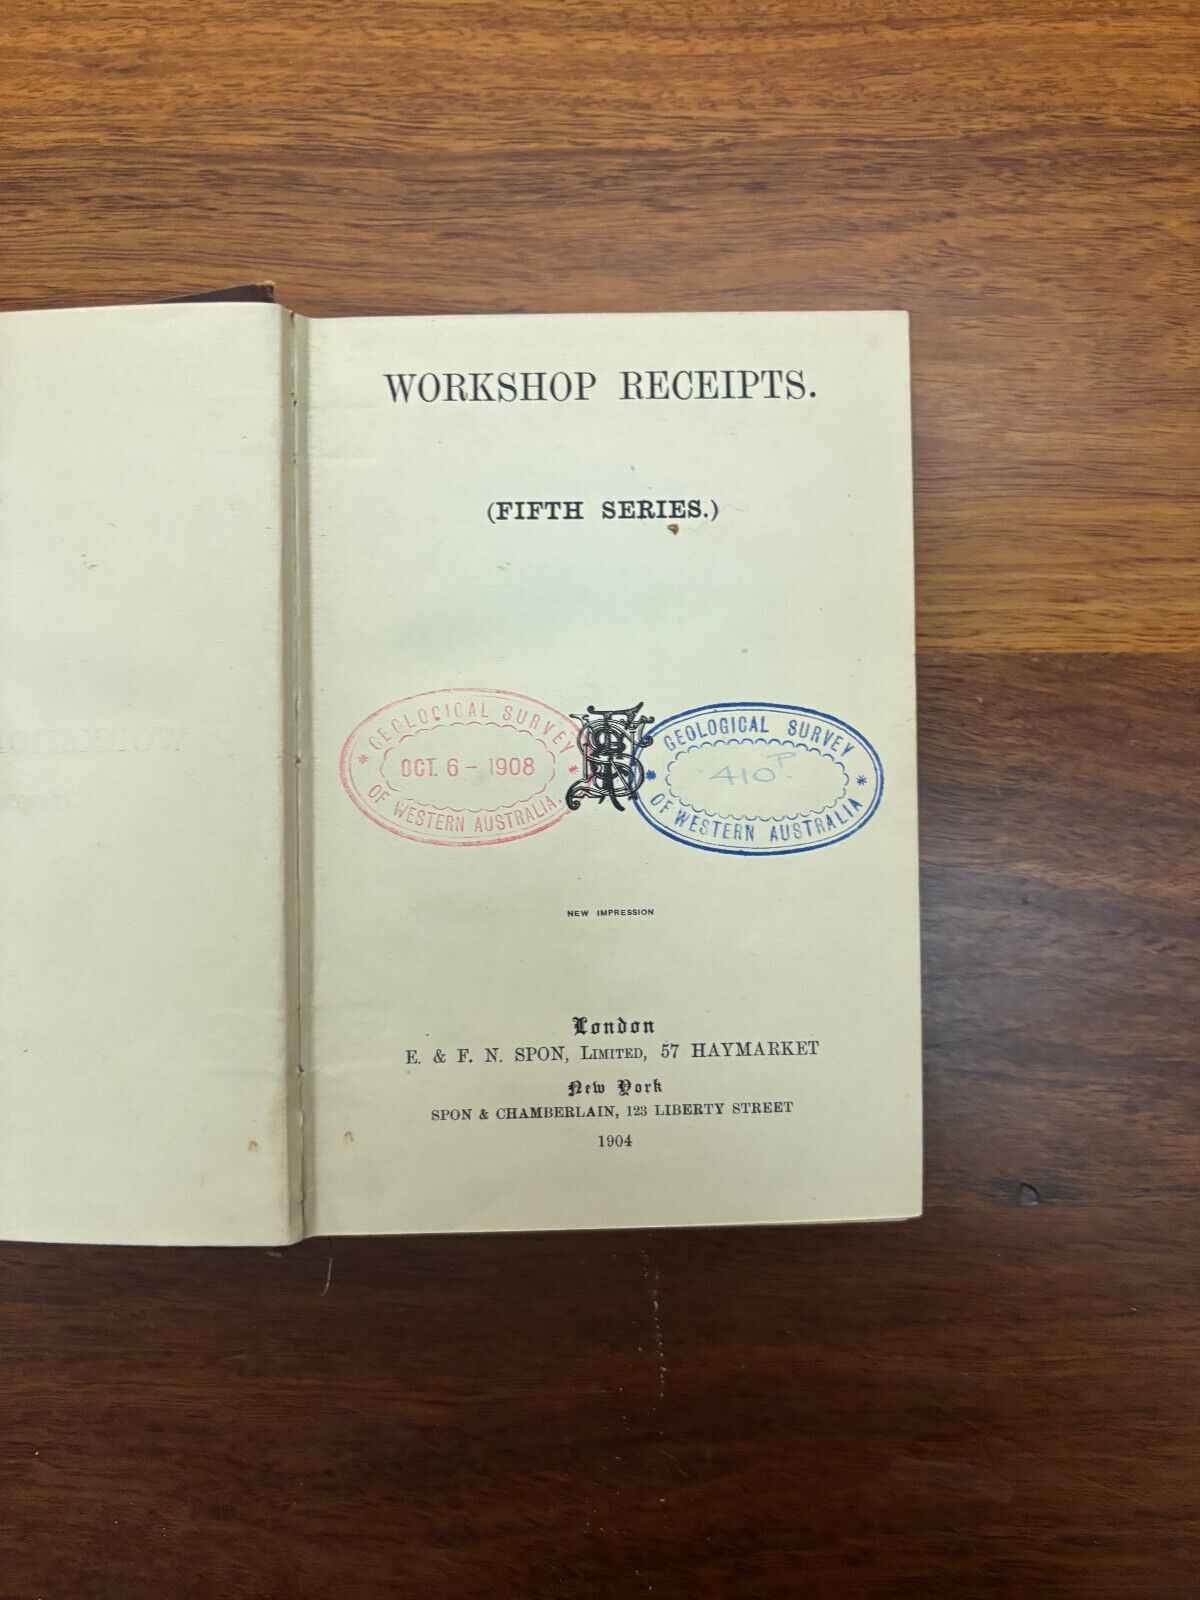 WORKSHOP RECEIPTS.
(FIFTH SERIES.)
GEOLOGICAL SURVEY
OCT. 6 - 1908
OF WESTERN AUSTRALIA.
GEOLOGICAL SURVEY
410P.
OF WESTERN AUSTRALIA
NEW IMPRESSION
London
E. & F. N. SPON, LIMITED, 57 HAYMARKET
New York
SPON & CHAMBERLAIN, 123 LIBERTY STREET
1904